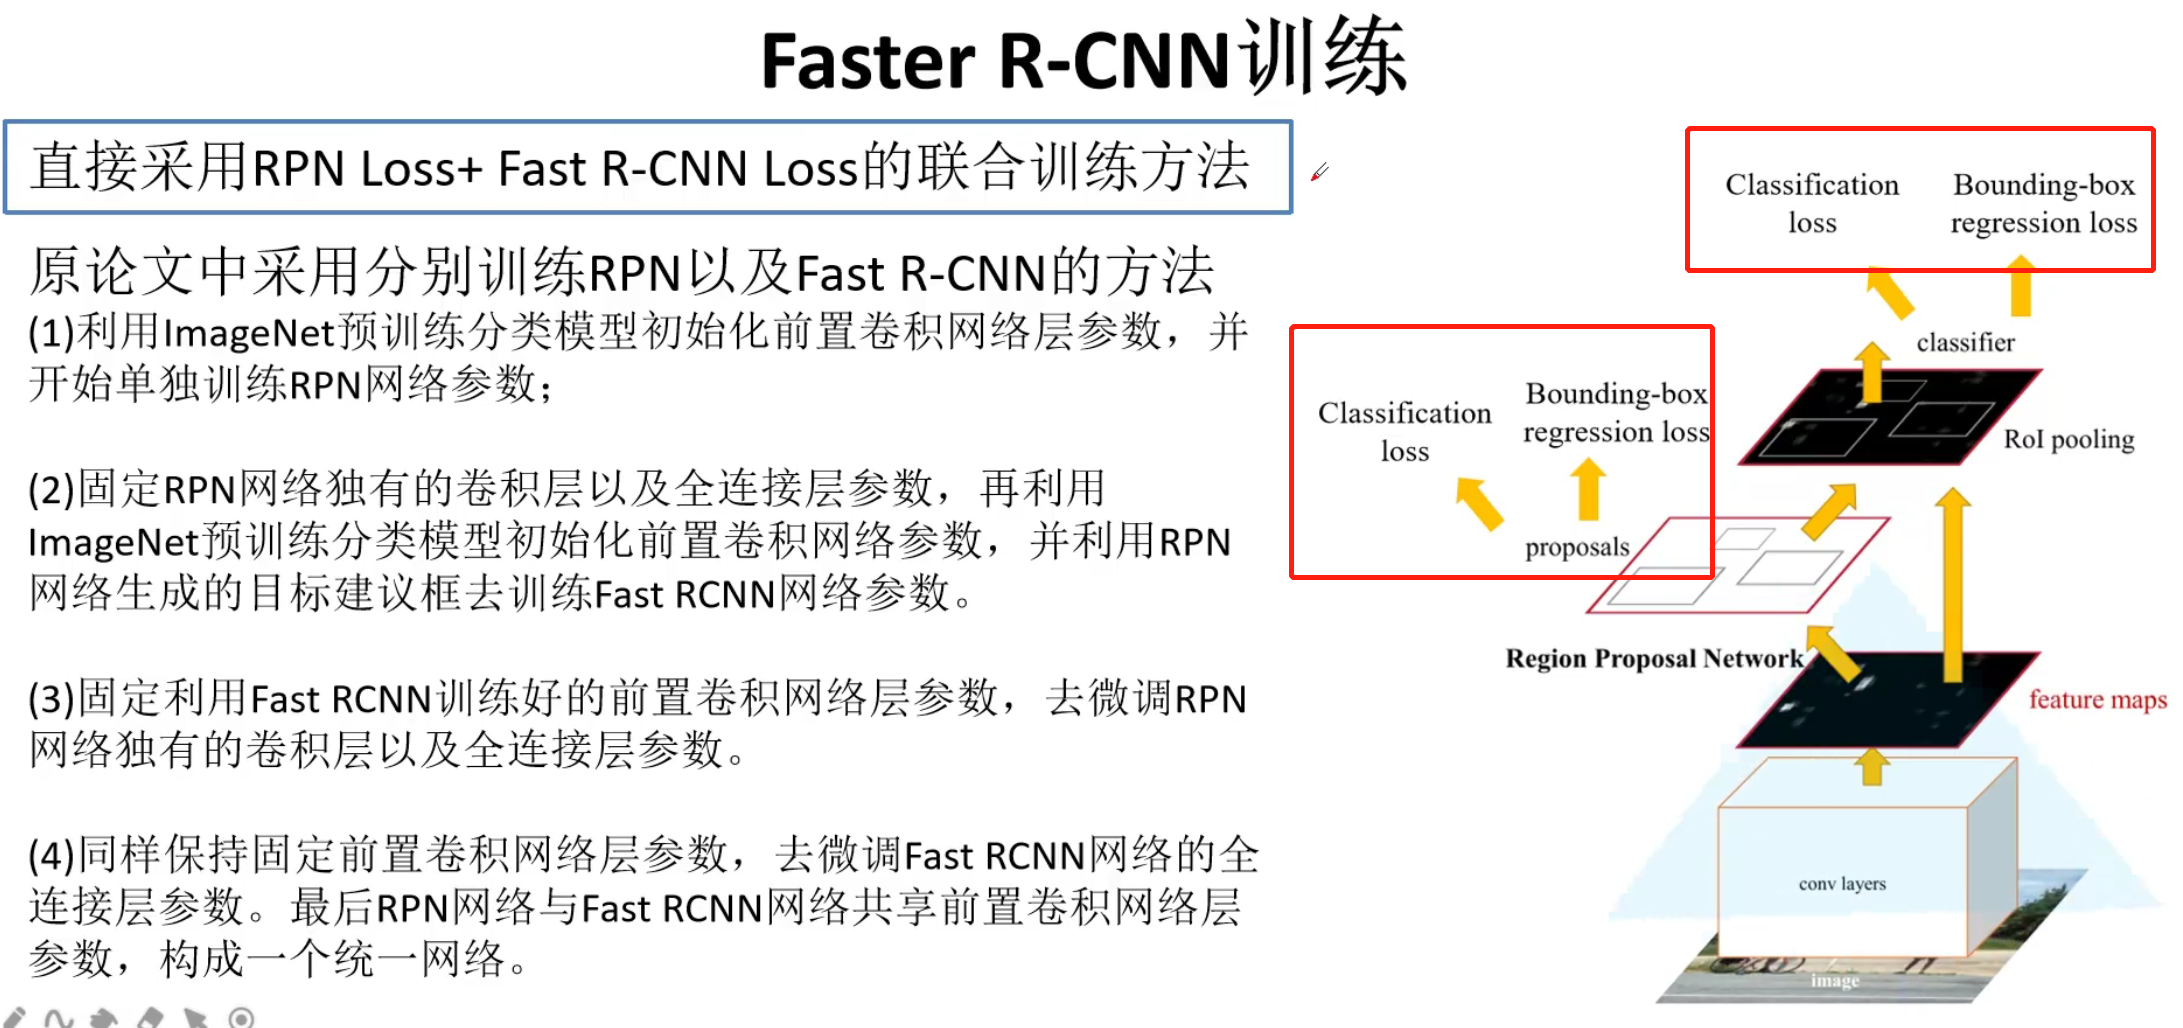 Faster R-CNN训练
直接采用RPN Loss+ Fast R-CNN Loss的联合训练方法
原论文中采用分别训练RPN以及Fast R-CNN的方法
(1)利用ImageNet预训练分类模型初始化前置卷积网络层参数，并
开始单独训练RPN网络参数；
(2)固定RPN网络独有的卷积层以及全连接层参数，再利用
ImageNet预训练分类模型初始化前置卷积网络参数，并利用RPN
网络生成的目标建议框去训练Fast RCNN网络参数。
(3)固定利用Fast RCNN训练好的前置卷积网络层参数，去微调RPN
网络独有的卷积层以及全连接层参数。
(4)同样保持固定前置卷积网络层参数，去微调Fast RCNN网络的全
连接层参数。最后RPN网络与Fast RCNN网络共享前置卷积网络层
参数，构成一个统一网络。
Classification
loss
Bounding-box
regression loss
classifier
RoI pooling
Classification
loss
Bounding-box
regression loss
proposals
Region Proposal Network
feature maps
conv layers
image